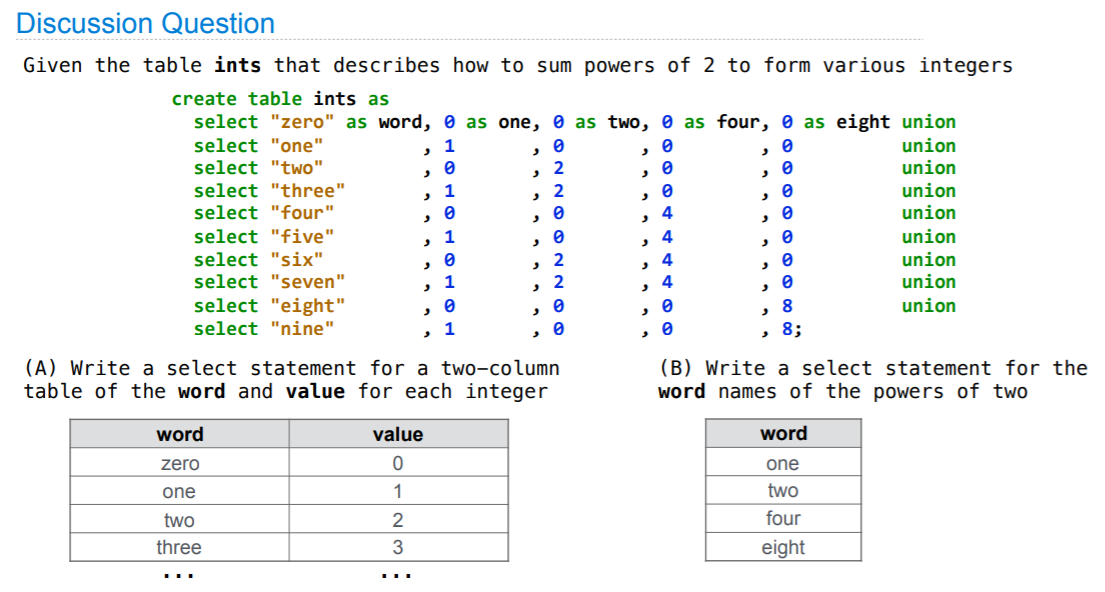 Discussion Question
Given the table ints that describes how to sum powers of 2 to form various integers
create table ints as
select "zero" as word, 0 as one, 0 as two, 0 as four, 0 as eight union
select "one" , 1 , 0 , 0 , 0 union
select "two" , 0 , 2 , 0 , 0 union
select "three" , 1 , 2 , 0 , 0 union
select "four" , 0 , 0 , 4 , 0 union
select "five" , 1 , 0 , 4 , 0 union
select "six" , 0 , 2 , 4 , 0 union
select "seven" , 1 , 2 , 4 , 0 union
select "eight" , 0 , 0 , 0 , 8 union
select "nine" , 1 , 0 , 0 , 8;
(A) Write a select statement for a two-column
table of the word and value for each integer
word value
zero 0
one 1
two 2
three 3
... ...
(B) Write a select statement for the
word names of the powers of two
word
one
two
four
eight